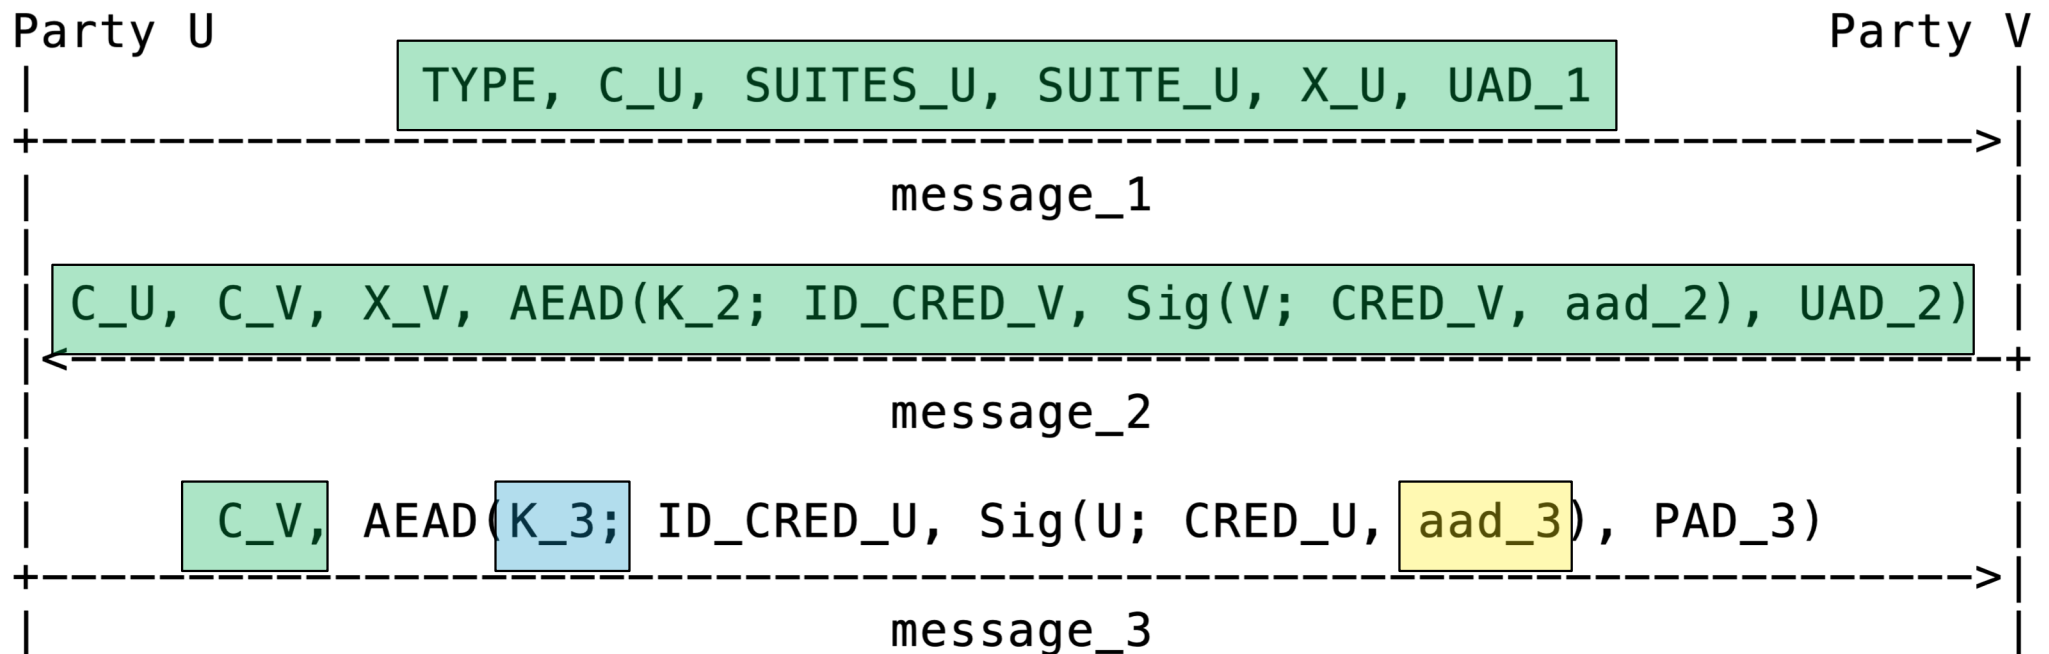 Party U Party V
TYPE, C_U, SUITES_U, SUITE_U, X_U, UAD_1
message_1
C_U, C_V, X_V, AEAD(K_2; ID_CRED_V, Sig(V; CRED_V, aad_2), UAD_2)
message_2
C_V, AEAD(K_3; ID_CRED_U, Sig(U; CRED_U, aad_3), PAD_3)
message_3